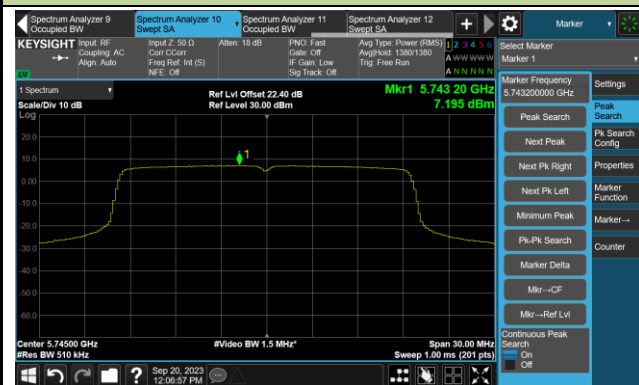 Spectrum Analyzer 9
Occupied BW
Spectrum Analyzer 10
Swept SA
Spectrum Analyzer 11
Occupied BW
Spectrum Analyzer 12
Swept SA
+
Marker
KEYSIGHT
Input: RF
Coupling: AC
Align: Auto
Input Z: 50 Ω
Corr CCorr
Freq Ref: Int (S)
NFE: Off
Atten: 18 dB
PNO: Fast
Gate: Off
IF Gain: Low
Sig Track: Off
Avg Type: Power (RMS)
Avg|Hold: 1380/1380
Trig: Free Run
1 2 3 4 5 6
A W W W W W
A N N N N N
Select Marker
Marker 1
1 Spectrum
Scale/Div 10 dB
Log
Ref Lvl Offset 22.40 dB
Ref Level 30.00 dBm
Mkr1 5.743 20 GHz
7.195 dBm
20.0
10.0
0.00
-10.0
-20.0
-30.0
-40.0
-50.0
-60.0
1
Center 5.74500 GHz
#Res BW 510 kHz
#Video BW 1.5 MHz*
Span 30.00 MHz
Sweep 1.00 ms (201 pts)
Marker Frequency
5.743200000 GHz
Peak Search
Next Peak
Next Pk Right
Next Pk Left
Minimum Peak
Pk-Pk Search
Marker Delta
Mkr→CF
Mkr→Ref Lvl
Continuous Peak
Search
On
Off
Settings
Peak
Search
Pk Search
Config
Properties
Marker
Function
Marker→
Counter
?
Sep 20, 2023
12:06:57 PM